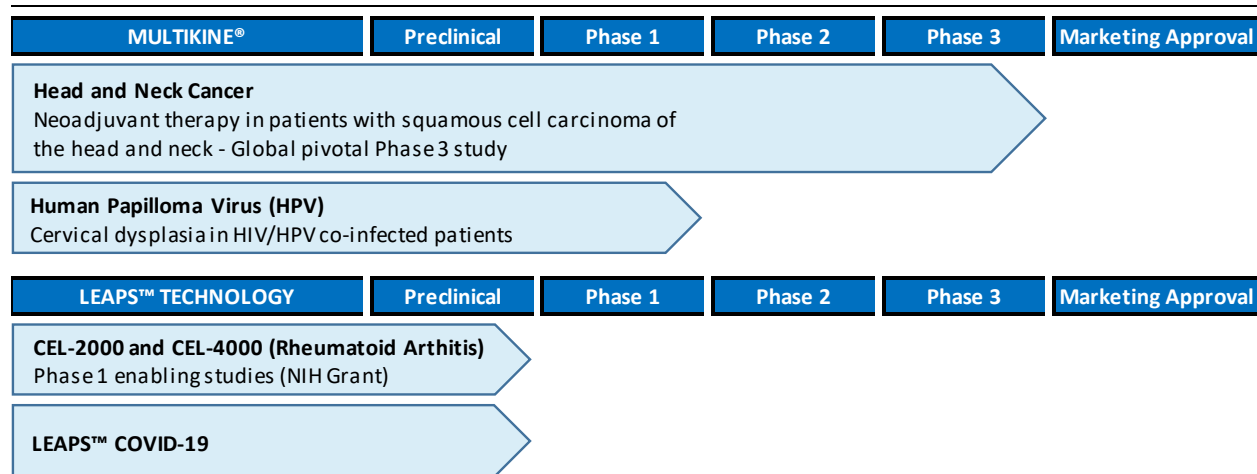 MULTIKINE® Preclinical Phase 1 Phase 2 Phase 3 Marketing Approval
Head and Neck Cancer
Neoadjuvant therapy in patients with squamous cell carcinoma of
the head and neck - Global pivotal Phase 3 study
Human Papilloma Virus (HPV)
Cervical dysplasia in HIV/HPV co-infected patients
LEAPS™ TECHNOLOGY Preclinical Phase 1 Phase 2 Phase 3 Marketing Approval
CEL-2000 and CEL-4000 (Rheumatoid Arthitis)
Phase 1 enabling studies (NIH Grant)
LEAPS™ COVID-19